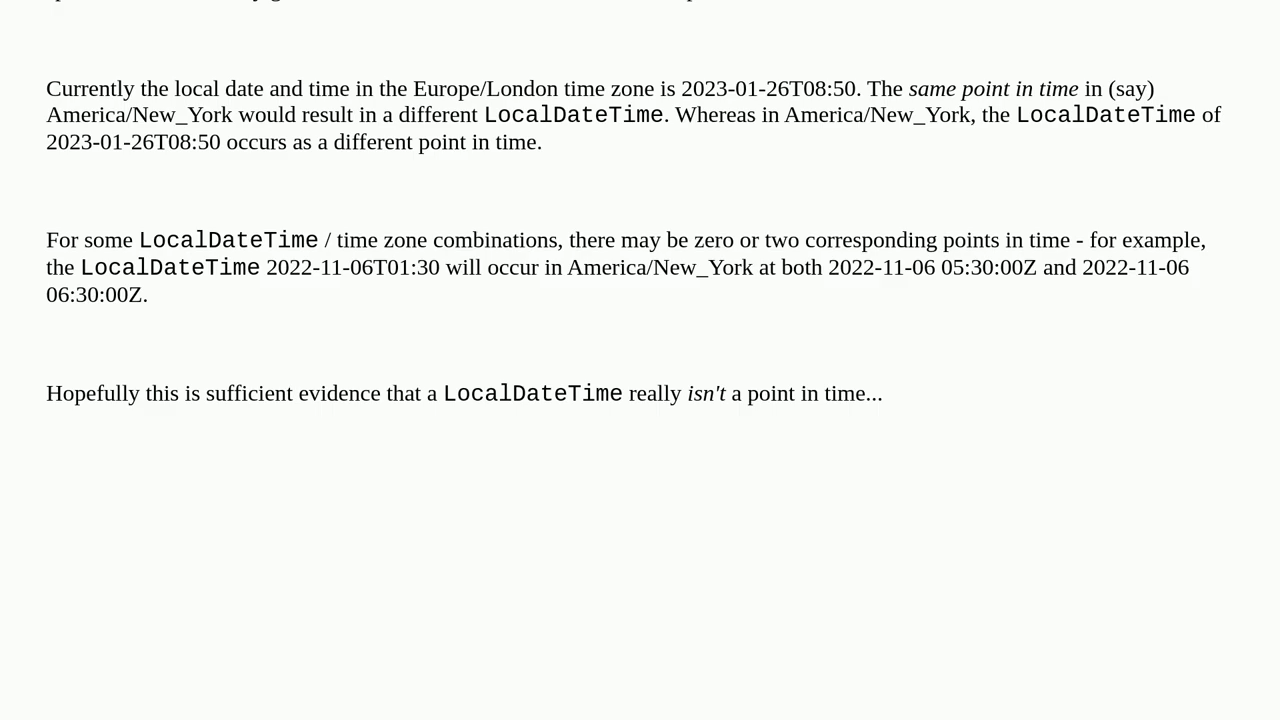 Currently the local date and time in the Europe/London time zone is 2023-01-26T08:50. The same point in time in (say)
America/New_York would result in a different LocalDateTime. Whereas in America/New_York, the LocalDateTime of
2023-01-26T08:50 occurs as a different point in time.
For some LocalDateTime / time zone combinations, there may be zero or two corresponding points in time - for example,
the LocalDateTime 2022-11-06T01:30 will occur in America/New_York at both 2022-11-06 05:30:00Z and 2022-11-06
06:30:00Z.
Hopefully this is sufficient evidence that a LocalDateTime really isn't a point in time...